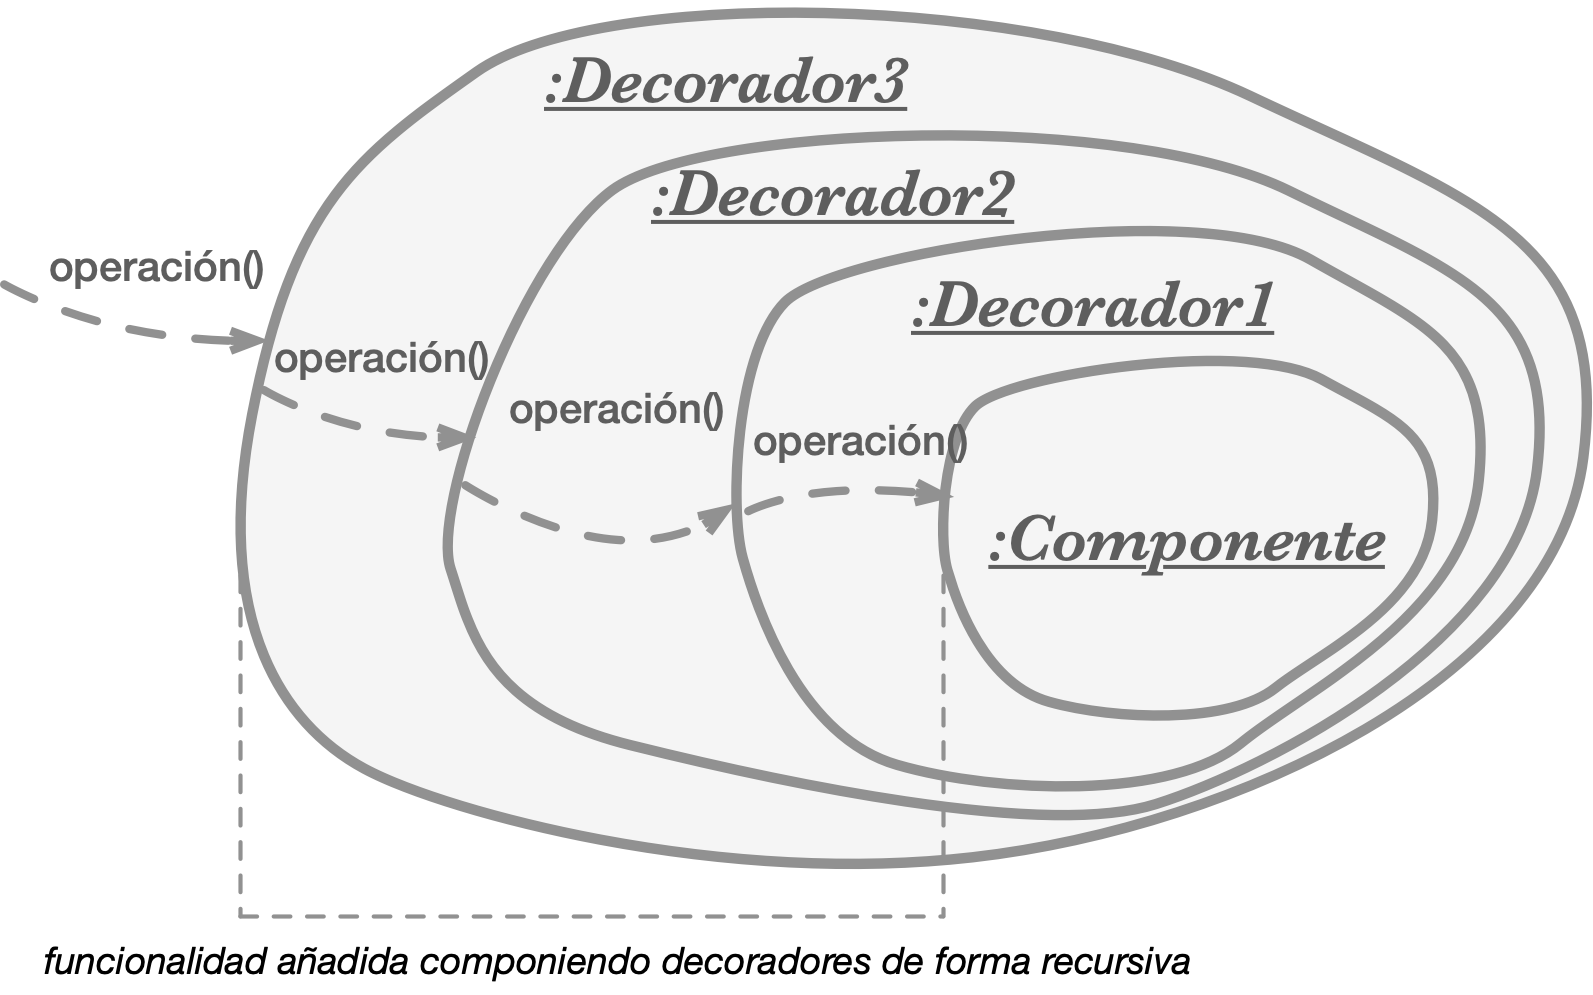 :Decorador3
:Decorador2
operación()
:Decorador1
operación()
operación()
operación()
:Componente
funcionalidad añadida componiendo decoradores de forma recursiva